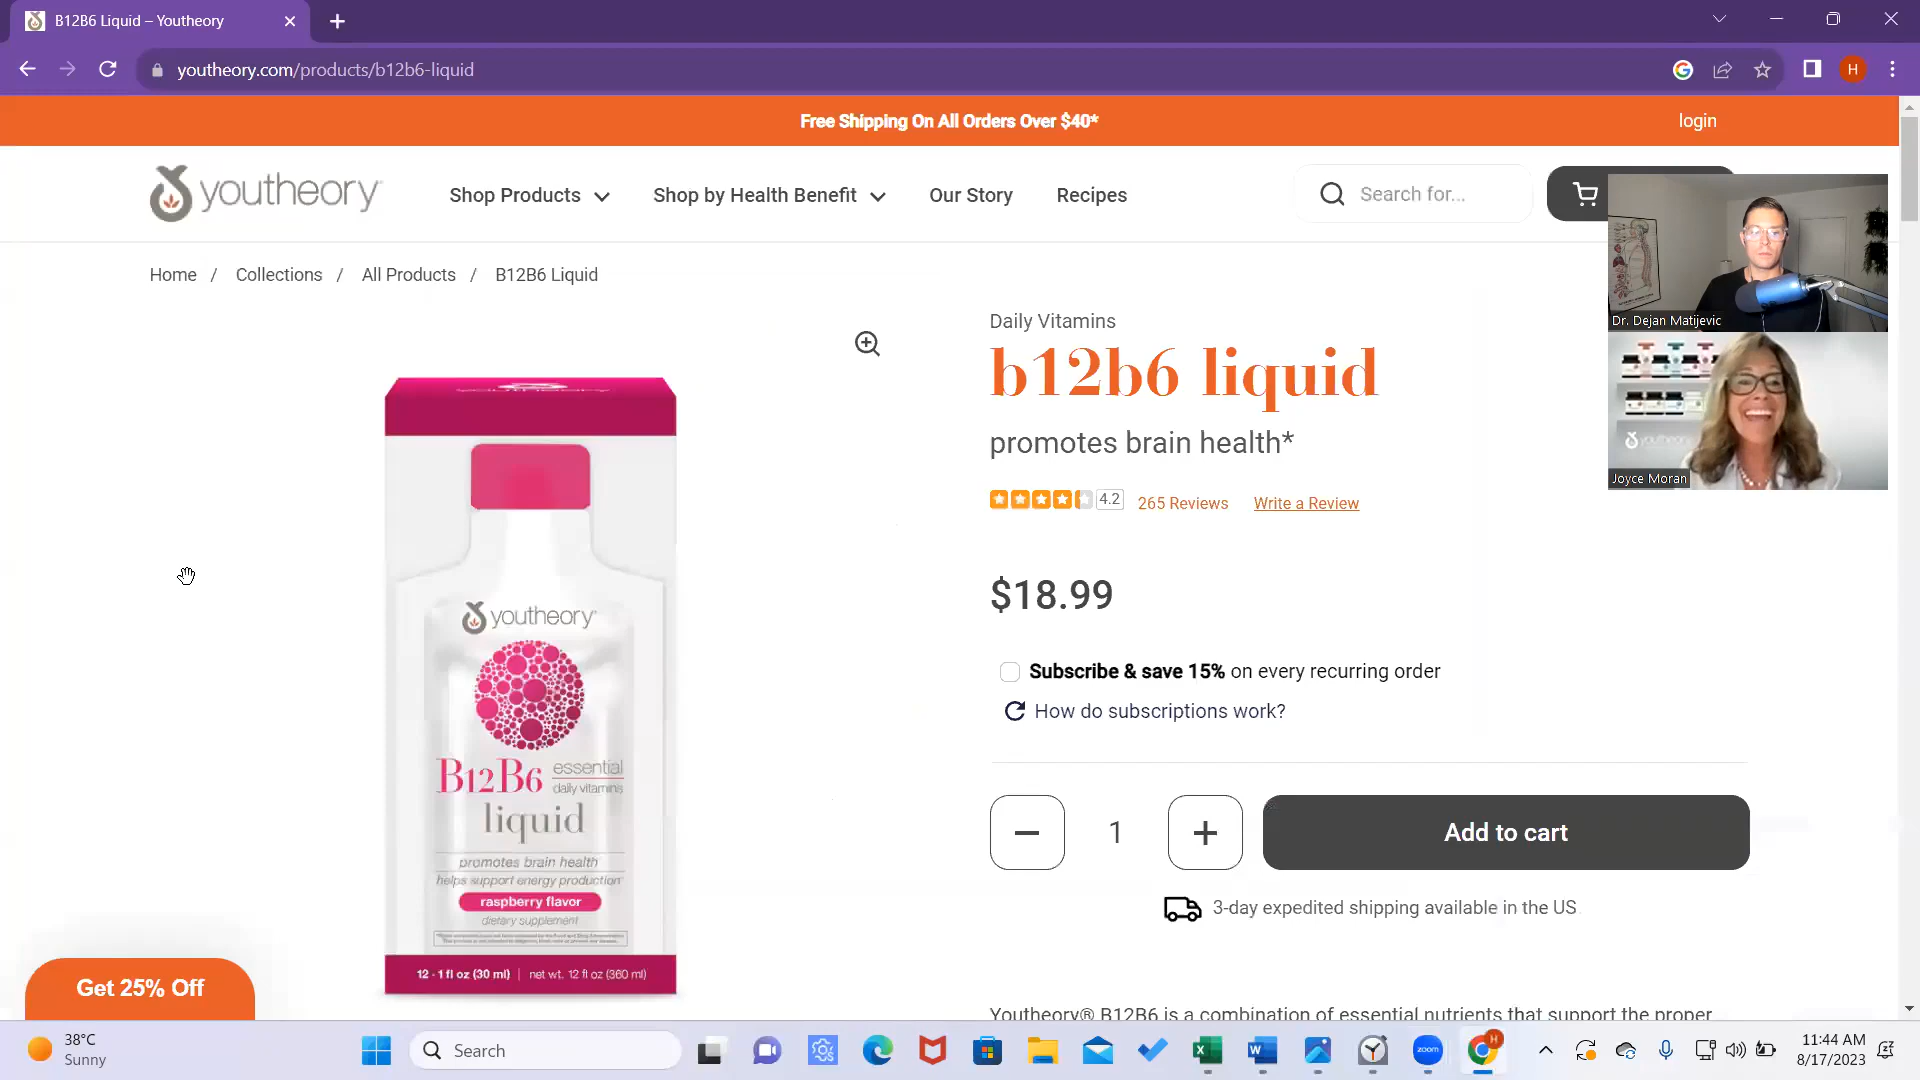 B12B6 Liquid – Youtheory
youtheory.com/products/b12b6-liquid
H
Free Shipping On All Orders Over $40*
login
youtheory
Shop Products
Shop by Health Benefit
Our Story
Recipes
Search for...
Home / Collections / All Products / B12B6 Liquid
Dr. Dejan Matijevic
youtheory
Joyce Moran
Daily Vitamins
b12b6 liquid
promotes brain health*
4.2
265 Reviews
Write a Review
$18.99
Subscribe & save 15% on every recurring order
How do subscriptions work?
1
Add to cart
3-day expedited shipping available in the US
Youtheory® B12B6 is a combination of essential nutrients that support the proper
youtheory
B12B6 essential
daily vitamins
liquid
promotes brain health
helps support energy production*
raspberry flavor
dietary supplement
12 - 1 fl oz (30 ml) | net wt. 12 fl oz (360 ml)
Get 25% Off
38°C
Sunny
Search
zoom
H
11:44 AM
8/17/2023